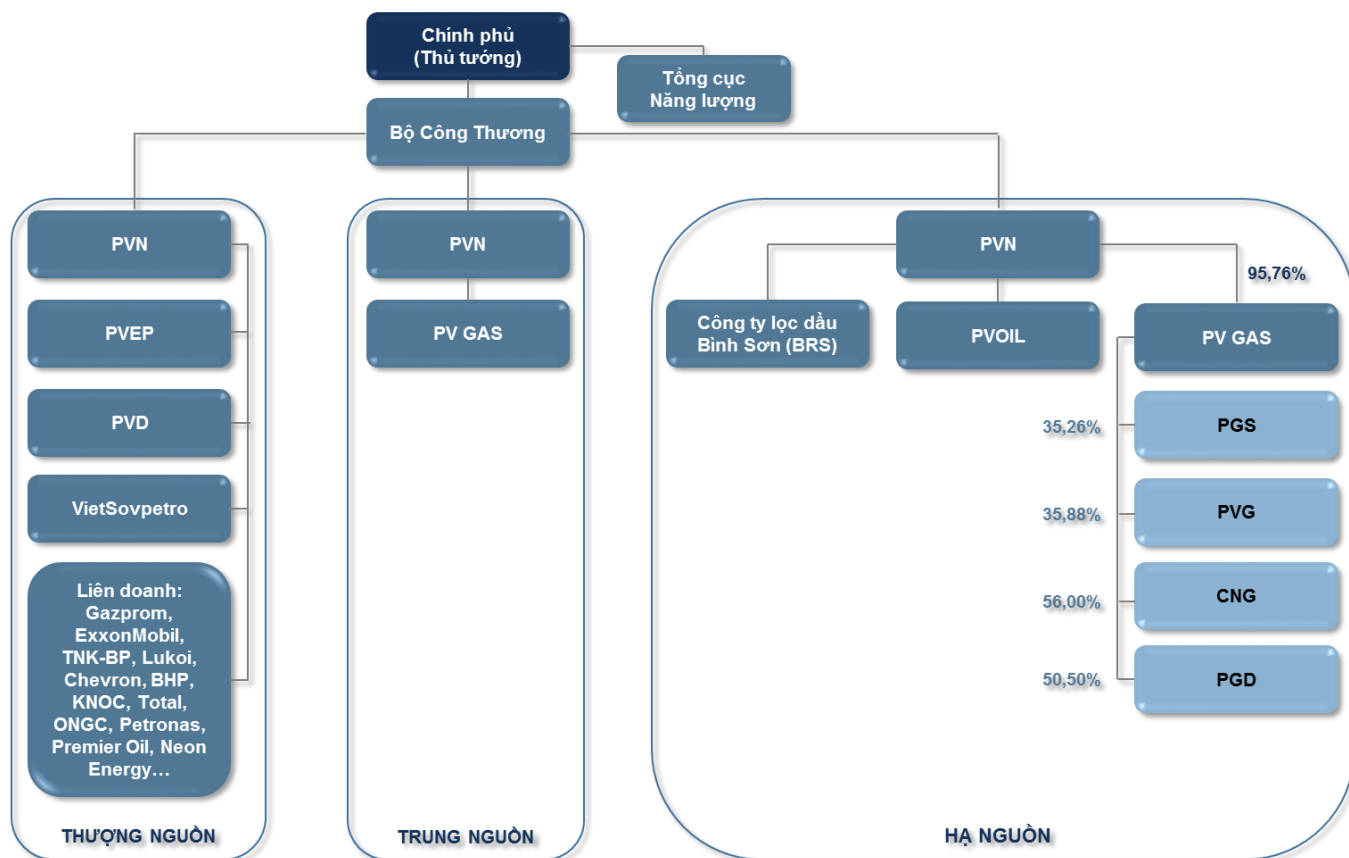 Chính phủ
(Thủ tướng)
Tổng cục
Năng lượng
Bộ Công Thương
PVN
PVEP
PVD
VietSovpetro
Liên doanh:
Gazprom,
ExxonMobil,
TNK-BP, Lukoi,
Chevron, BHP,
KNOC, Total,
ONGC, Petronas,
Premier Oil, Neon
Energy…
THƯỢNG NGUỒN
PVN
PV GAS
TRUNG NGUỒN
PVN
95,76%
Công ty lọc dầu
Bình Sơn (BRS)
PVOIL
PV GAS
35,26%
PGS
35,88%
PVG
56,00%
CNG
50,50%
PGD
HẠ NGUỒN